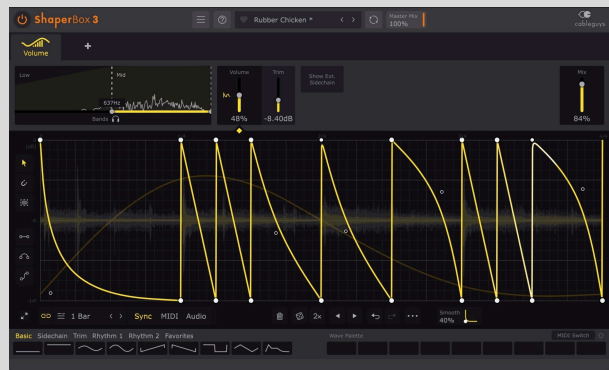 ShaperBox 3
Rubber Chicken *
Master Mix
100%
cableguys
Volume
+
Low
Mid
637Hz
Bands
Volume
Trim
48%
-8.40dB
Show Ext.
Sidechain
Mix
84%
1 Bar
Sync
MIDI
Audio
2x
Smooth
40%
Basic Sidechain Trim Rhythm 1 Rhythm 2 Favorites
Wave Palette
MIDI Switch